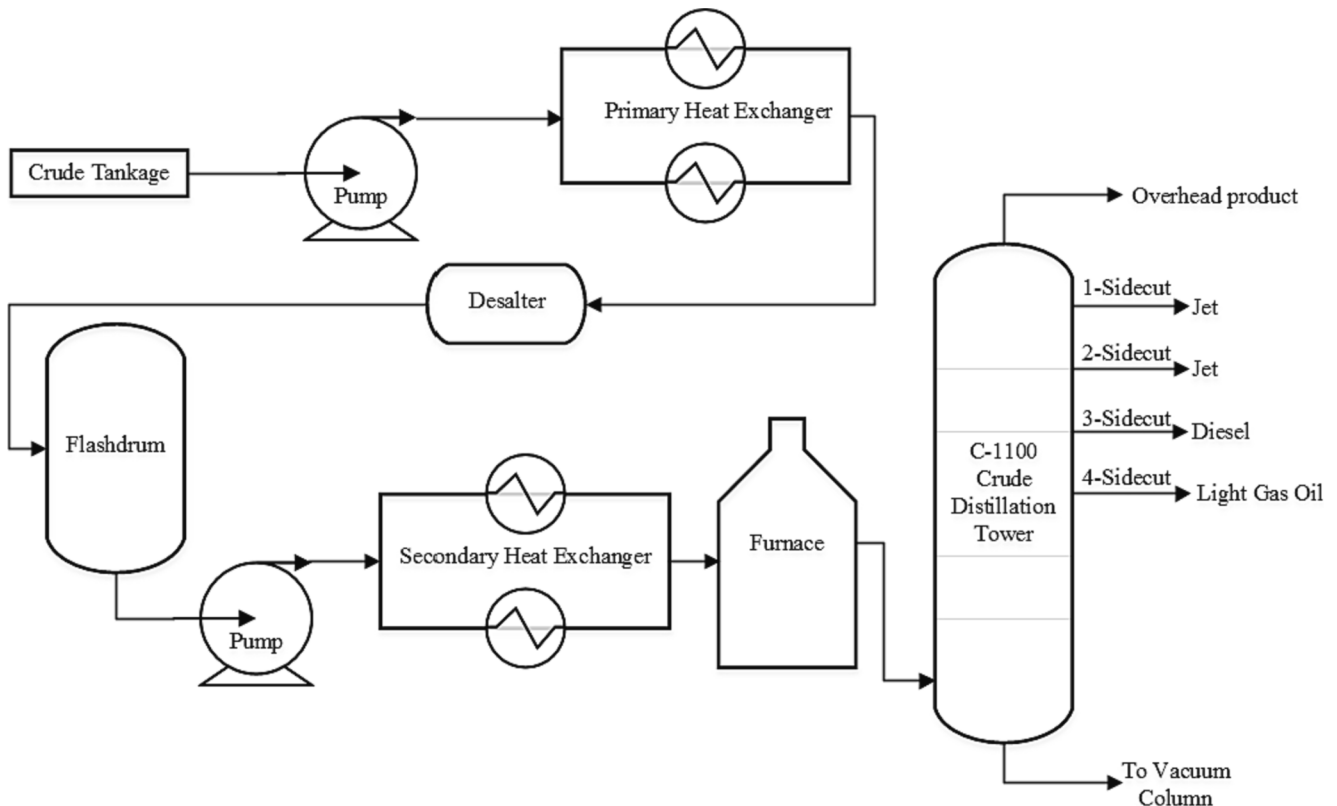 Primary Heat Exchanger
Crude Tankage
Pump
Overhead product
Desalter
1-Sidecut
Jet
2-Sidecut
Jet
3-Sidecut
Diesel
4-Sidecut
Light Gas Oil
Flashdrum
C-1100
Crude
Distillation
Tower
Secondary Heat Exchanger
Furnace
Pump
To Vacuum
Column